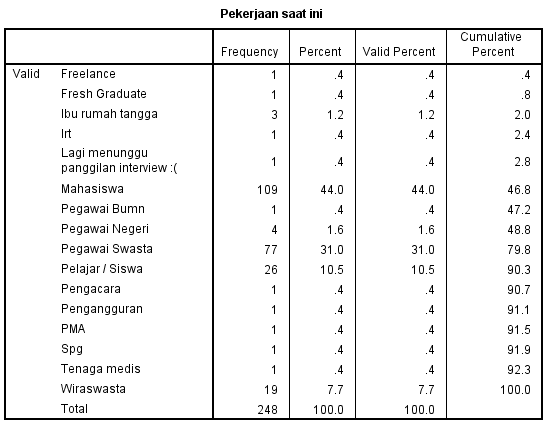 Pekerjaan saat ini
Frequency Percent Valid Percent Cumulative Percent
Valid Freelance 1 .4 .4 .4
Fresh Graduate 1 .4 .4 .8
Ibu rumah tangga 3 1.2 1.2 2.0
Irt 1 .4 .4 2.4
Lagi menunggu
panggilan interview :( 1 .4 .4 2.8
Mahasiswa 109 44.0 44.0 46.8
Pegawai Bumn 1 .4 .4 47.2
Pegawai Negeri 4 1.6 1.6 48.8
Pegawai Swasta 77 31.0 31.0 79.8
Pelajar / Siswa 26 10.5 10.5 90.3
Pengacara 1 .4 .4 90.7
Pengangguran 1 .4 .4 91.1
PMA 1 .4 .4 91.5
Spg 1 .4 .4 91.9
Tenaga medis 1 .4 .4 92.3
Wiraswasta 19 7.7 7.7 100.0
Total 248 100.0 100.0